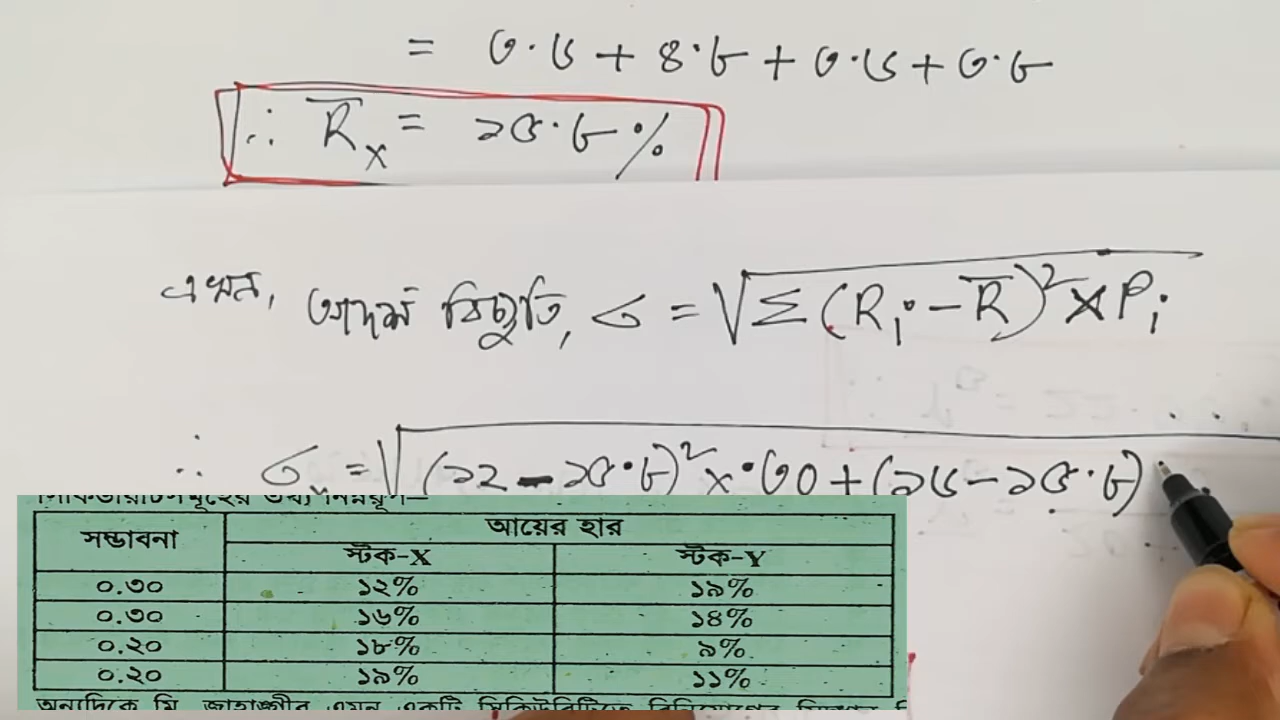 = ৩.৬ + ৪.৮ + ৩.৬ + ৩.৮
∴ R̅x = ১৫.৮%
এখন, আদর্শ বিচ্যুতি, σ = √Σ(Ri - R̅)² × Pi
∴ σx = √(১২ - ১৫.৮)² × .৩০ + (১৬ - ১৫.৮)
সম্ভাবনা আয়ের হার
স্টক-X স্টক-Y
০.৩০ ১২% ১৯%
০.৩০ ১৬% ১৪%
০.২০ ১৮% ৯%
০.২০ ১৯% ১১%